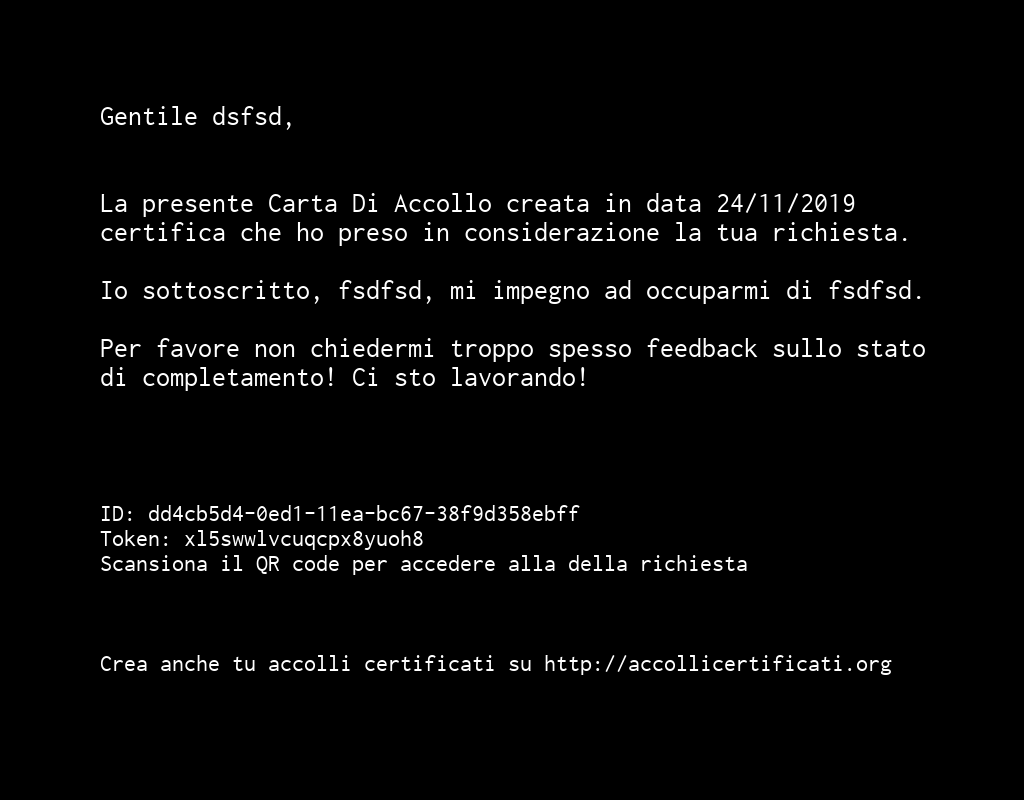 Gentile dsfsd,
La presente Carta Di Accollo creata in data 24/11/2019
certifica che ho preso in considerazione la tua richiesta.
Io sottoscritto, fsdfsd, mi impegno ad occuparmi di fsdfsd.
Per favore non chiedermi troppo spesso feedback sullo stato
di completamento! Ci sto lavorando!
ID: dd4cb5d4-0ed1-11ea-bc67-38f9d358ebff
Token: xl5swwlvcuqcpx8yuoh8
Scansiona il QR code per accedere alla della richiesta
Crea anche tu accolli certificati su http://accollicertificati.org